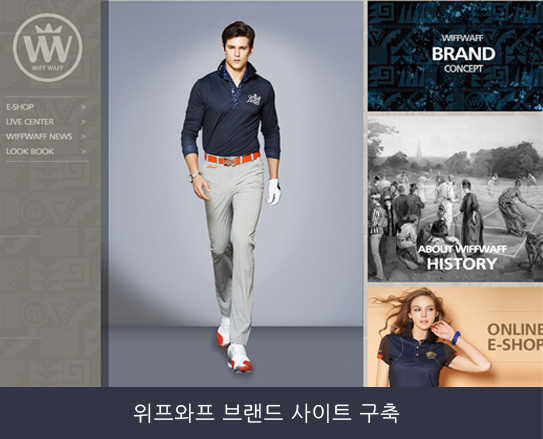 WIFF WAFF
E-SHOP >
LIVE CENTER >
WIFFWAFF NEWS >
LOOK BOOK >
WIFFWAFF
BRAND
CONCEPT
ABOUT WIFFWAFF
HISTORY
ONLINE
E-SHOP
위프와프 브랜드 사이트 구축